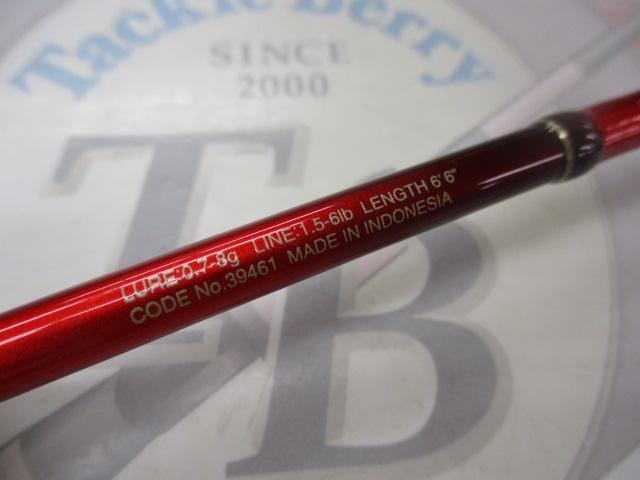 Tackle Berry
SINCE
2000
TB
LURE:0.7-8g LINE:1.5-6lb LENGTH 6'6"
CODE No.39461 MADE IN INDONESIA